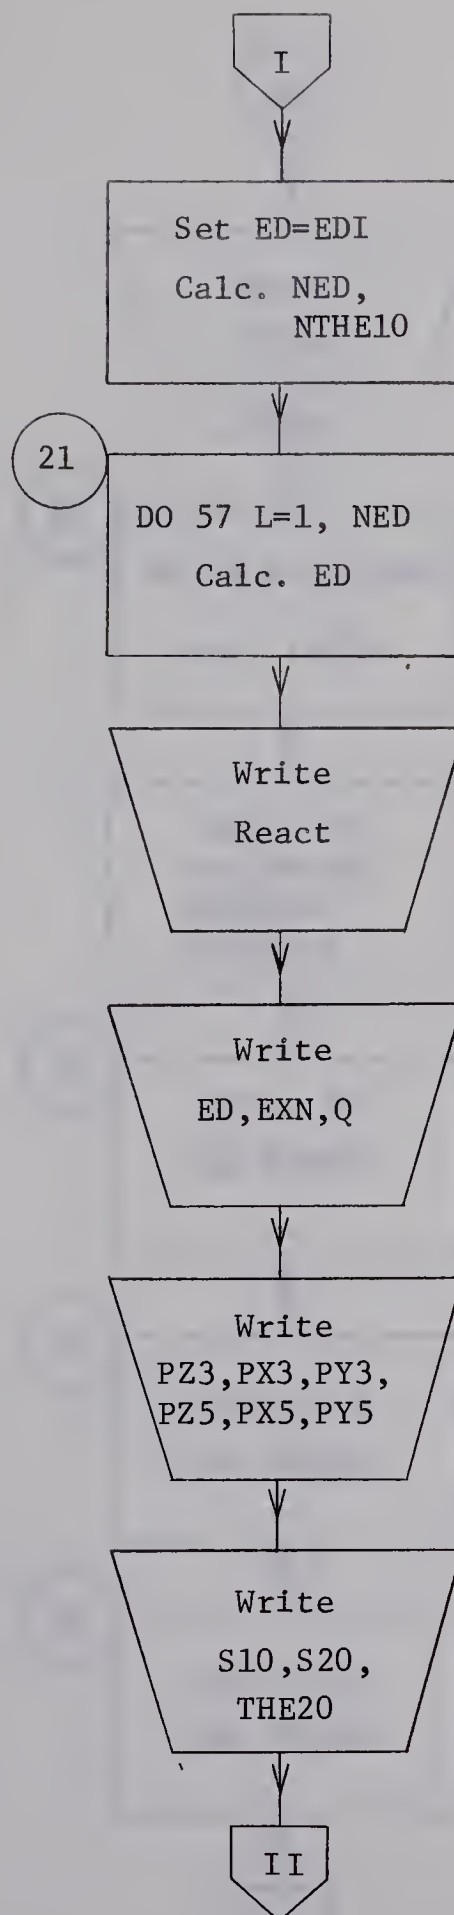 I
Set ED=EDI
Calc. NED,
NTHE10
21
DO 57 L=1, NED
Calc. ED
Write
React
Write
ED,EXN,Q
Write
PZ3,PX3,PY3,
PZ5,PX5,PY5
Write
S10,S20,
THE20
II